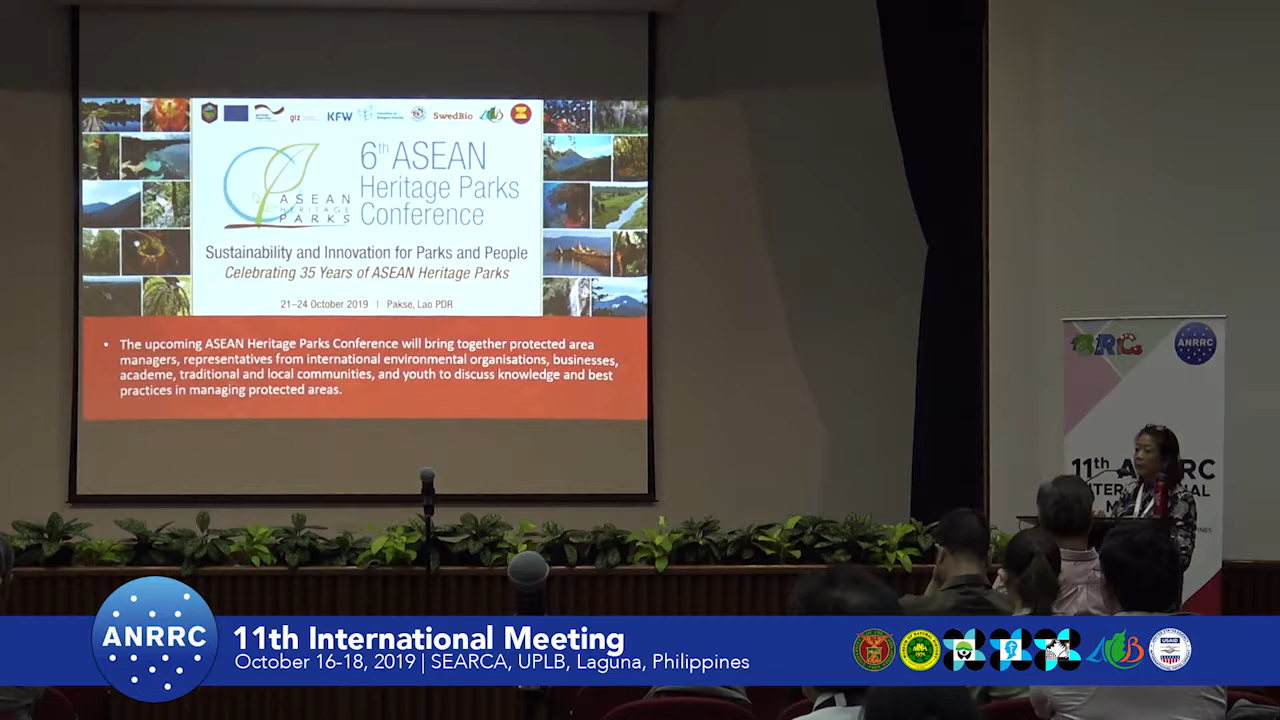 giz
KFW
SwedBio
ASEAN
HERITAGE
PARKS
6th ASEAN
Heritage Parks
Conference
Sustainability and Innovation for Parks and People
Celebrating 35 Years of ASEAN Heritage Parks
21–24 October 2019 | Pakse, Lao PDR
• The upcoming ASEAN Heritage Parks Conference will bring together protected area
managers, representatives from international environmental organisations, businesses,
academe, traditional and local communities, and youth to discuss knowledge and best
practices in managing protected areas.
ANRRC
11th
ANRRC
11th International Meeting
October 16-18, 2019 | SEARCA, UPLB, Laguna, Philippines
USAID